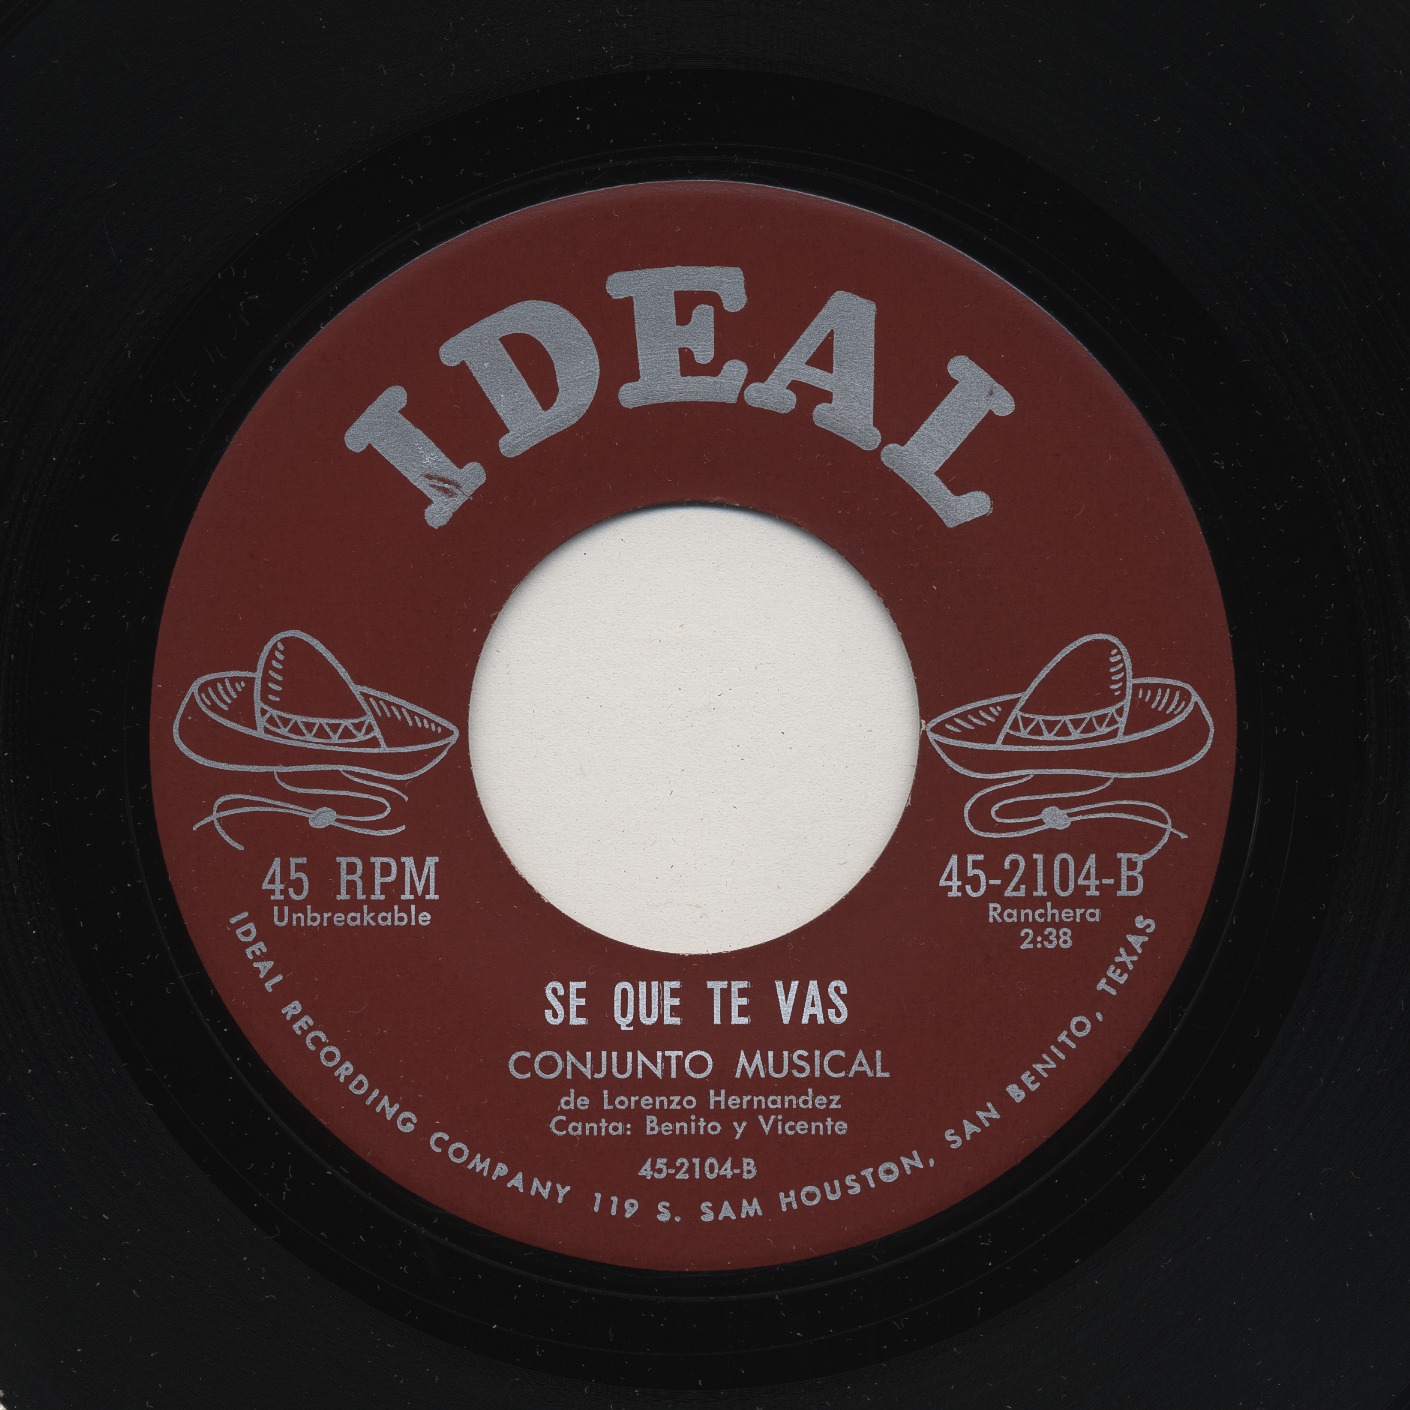 IDEAL
45 RPM
Unbreakable
45-2104-B
Ranchera
2:38
SE QUE TE VAS
CONJUNTO MUSICAL
de Lorenzo Hernandez
Canta: Benito y Vicente
45-2104-B
IDEAL RECORDING COMPANY 119 S. SAM HOUSTON, SAN BENITO, TEXAS